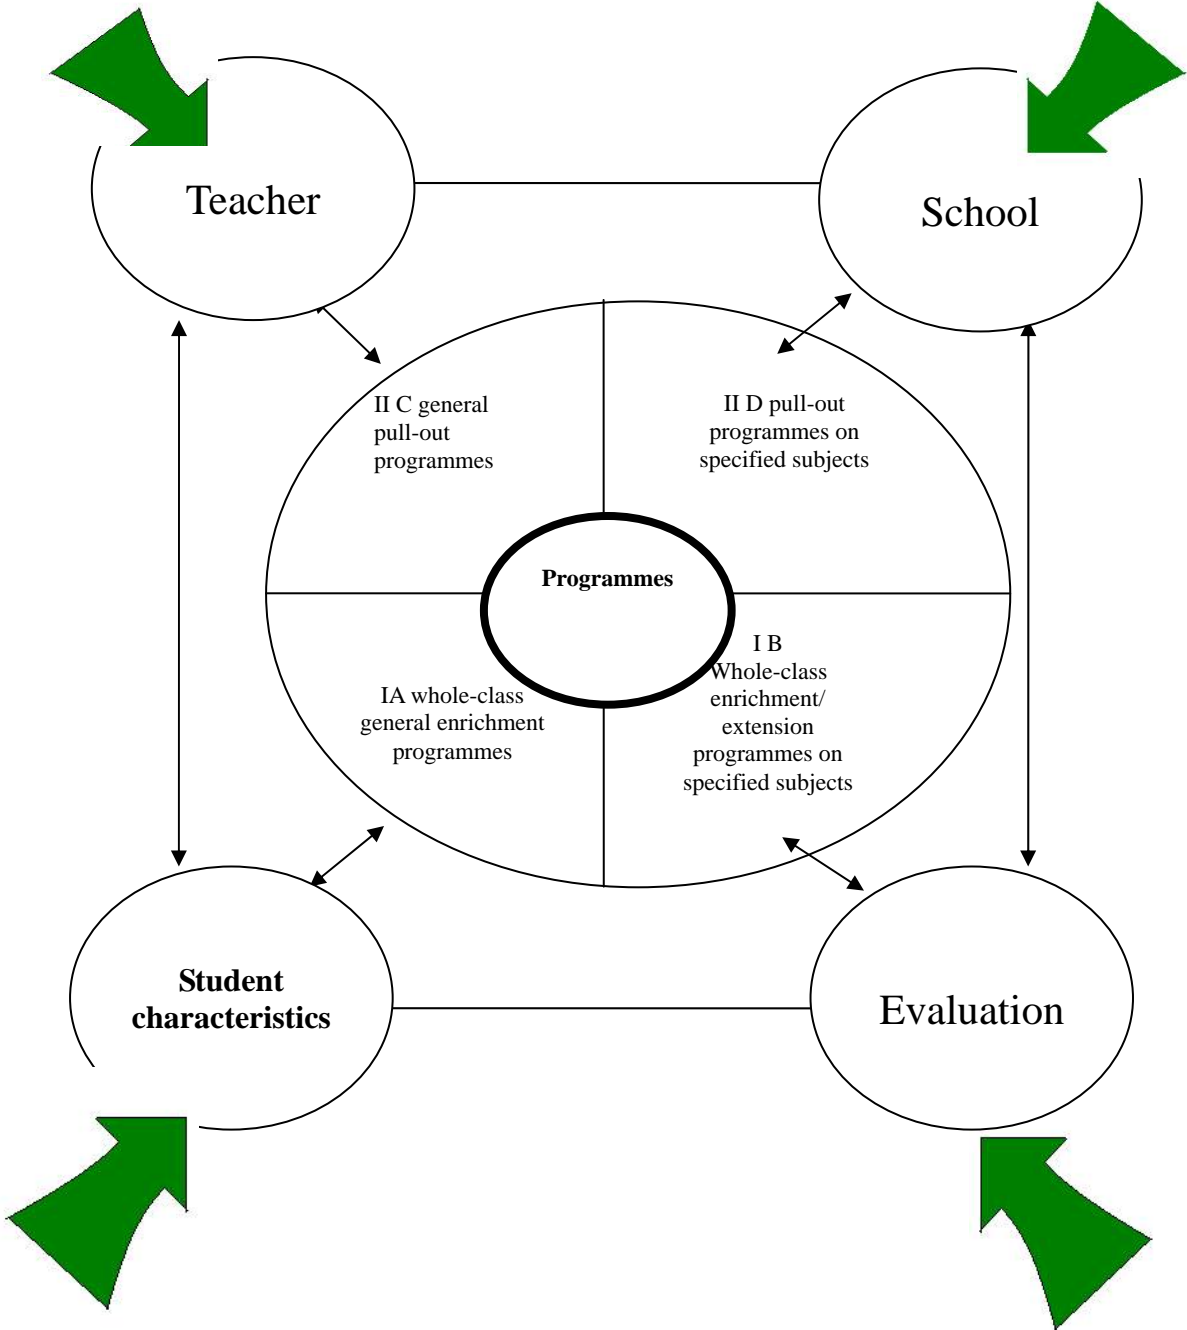 Teacher
School
II C general
pull-out
programmes
II D pull-out
programmes on
specified subjects
Programmes
IA whole-class
general enrichment
programmes
I B
Whole-class
enrichment/
extension
programmes on
specified subjects
Student
characteristics
Evaluation